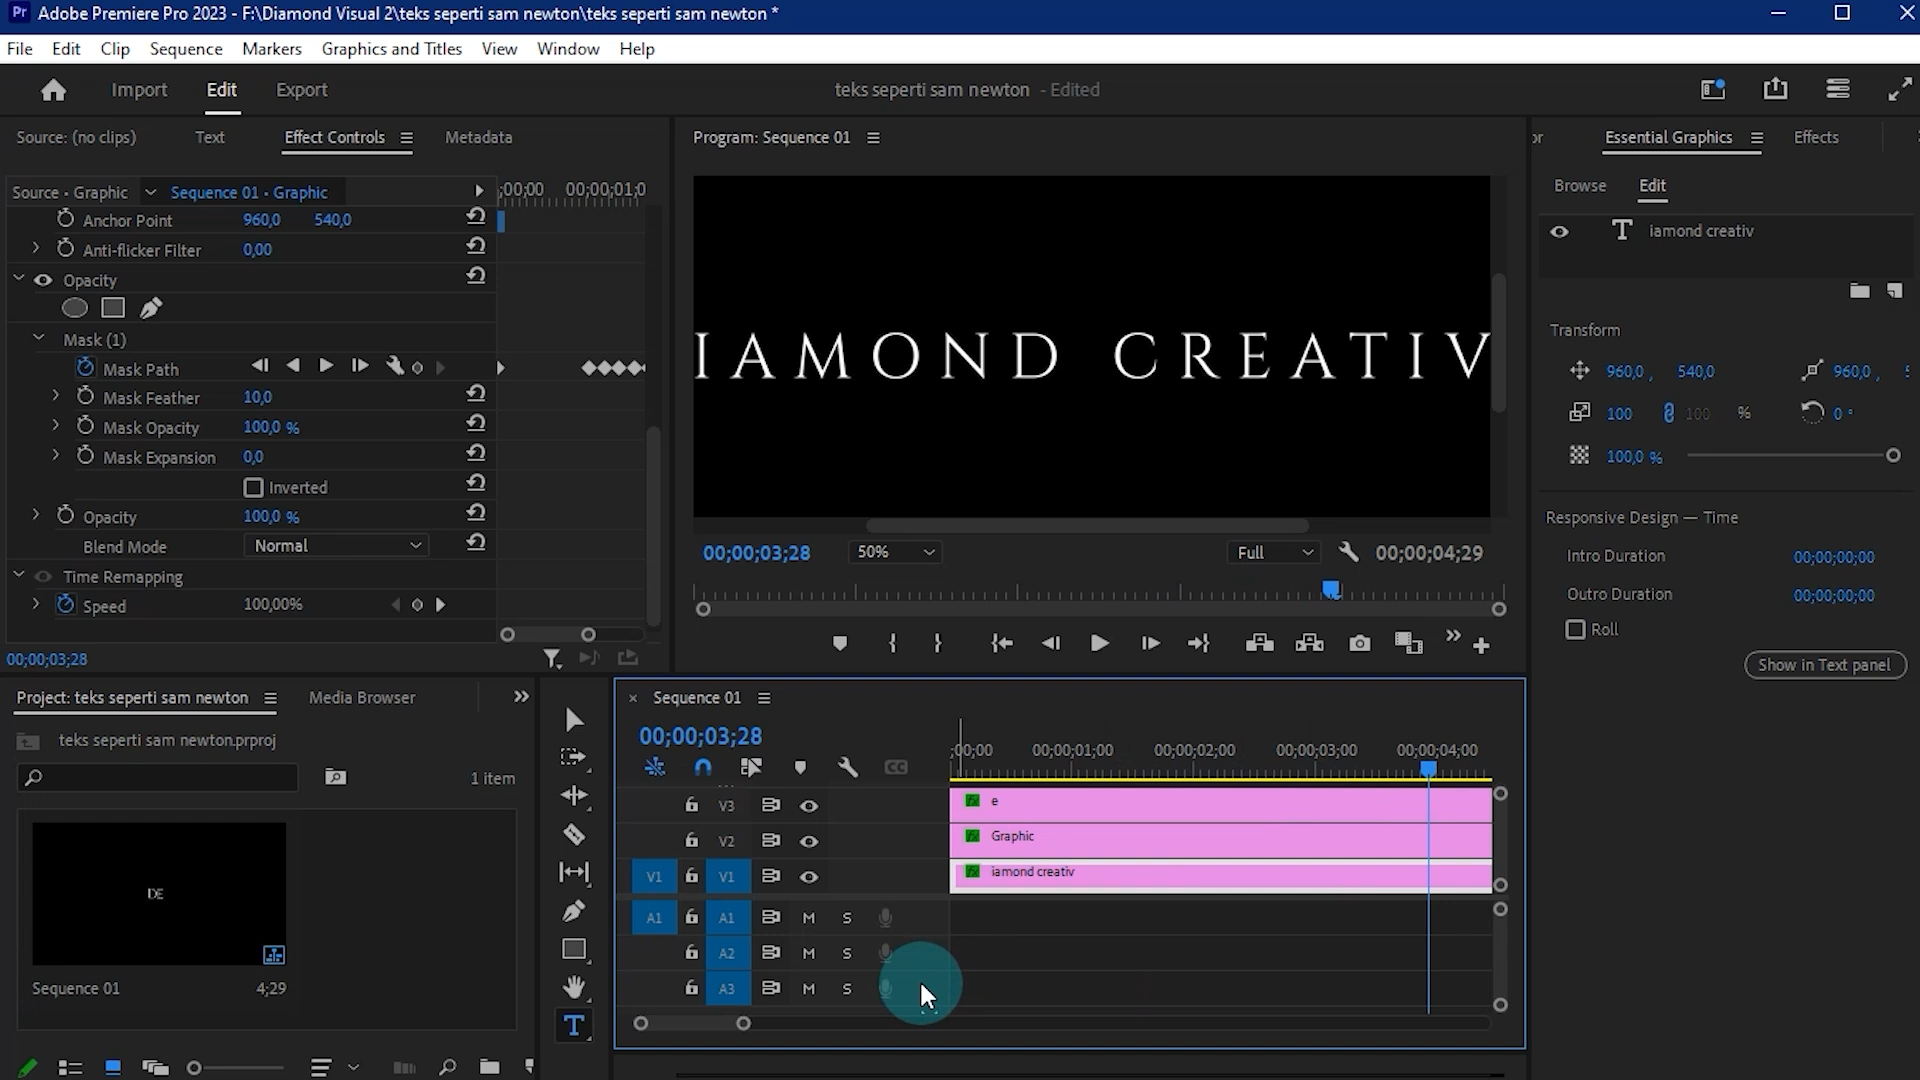 Pr Adobe Premiere Pro 2023 - F:\Diamond Visual 2\teks seperti sam newton\teks seperti sam newton *
File Edit Clip Sequence Markers Graphics and Titles View Window Help
Import Edit Export teks seperti sam newton - Edited
Source: (no clips) Text Effect Controls Metadata
Program: Sequence 01
Essential Graphics Effects
Source · Graphic Sequence 01 · Graphic ;00;00 00;00;01;0
Browse Edit
Anchor Point 960,0 540,0
Anti-flicker Filter 0,00
Opacity
Mask (1)
Mask Path
Mask Feather 10,0
Mask Opacity 100,0 %
Mask Expansion 0,0
Inverted
Opacity 100,0 %
Blend Mode Normal
Time Remapping
Speed 100,00%
00;00;03;28
IAMOND CREATIV
00;00;03;28 50% Full 00;00;04;29
T iamond creativ
Transform
960,0 , 540,0 960,0 ,
100 100 % 0 °
100,0 %
Responsive Design — Time
Intro Duration 00;00;00;00
Outro Duration 00;00;00;00
Roll
Show in Text panel
Project: teks seperti sam newton Media Browser
teks seperti sam newton.prproj
1 item
DE
Sequence 01 4;29
T
× Sequence 01
00;00;03;28
;00;00 00;00;01;00 00;00;02;00 00;00;03;00 00;00;04;00
CC
V3 fx e
V2 fx Graphic
V1 V1 fx iamond creativ
A1 A1 M S
A2 M S
A3 M S